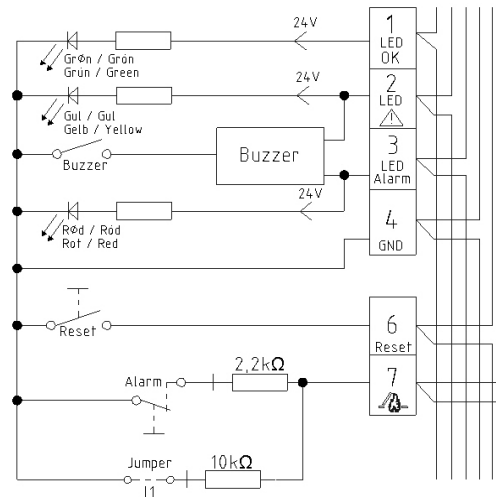 24V
1
LED
OK
Grøn / Grön
Grün / Green
24V
2
LED
Gul / Gul
Gelb / Yellow
3
LED
Alarm
Buzzer
Buzzer
24V
4
GND
Rød / Röd
Rot / Red
6
Reset
Reset
2,2kΩ
7
Alarm
10kΩ
Jumper
J1